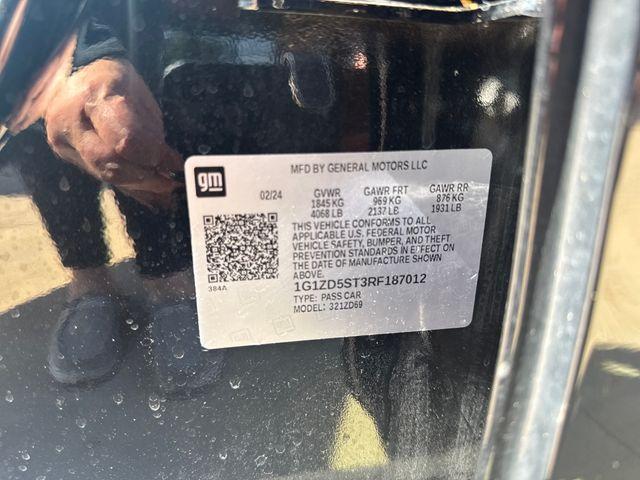 gm
MFD BY GENERAL MOTORS LLC
02/24 GVWR GAWR FRT GAWR RR
1845 KG 969 KG 876 KG
4068 LB 2137 LB 1931 LB
THIS VEHICLE CONFORMS TO ALL
APPLICABLE U.S. FEDERAL MOTOR
VEHICLE SAFETY, BUMPER, AND THEFT
PREVENTION STANDARDS IN EFFECT ON
THE DATE OF MANUFACTURE SHOWN
ABOVE.
384A
1G1ZD5ST3RF187012
TYPE: PASS CAR
MODEL: 321ZD69